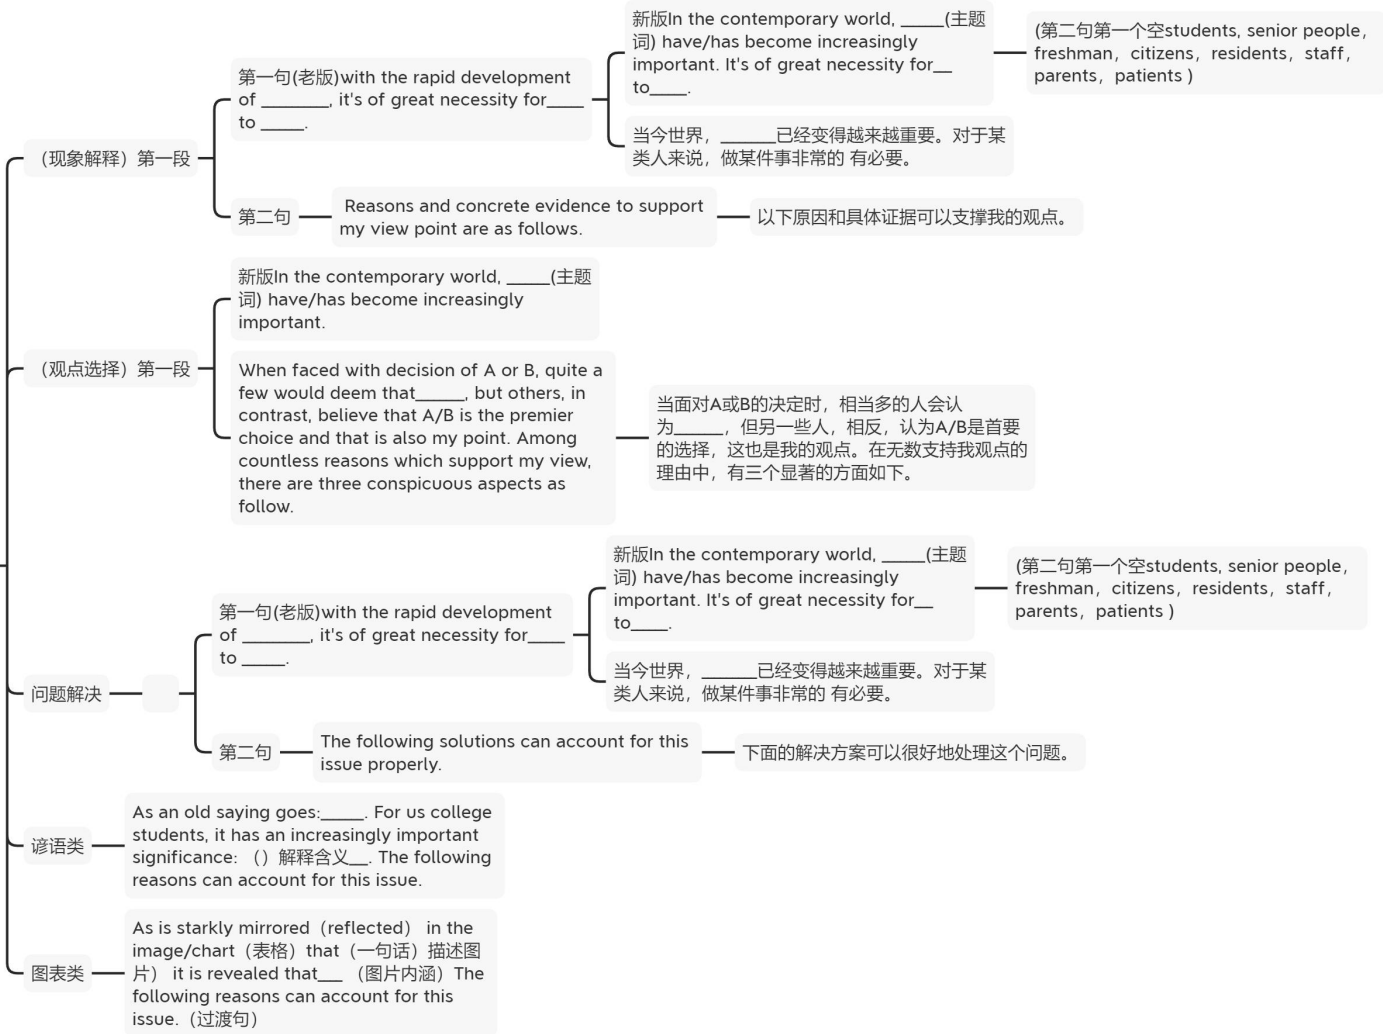 （现象解释）第一段
第一句(老版)with the rapid development
of ________, it's of great necessity for____
to _____.
新版In the contemporary world, _____(主题
词) have/has become increasingly
important. It's of great necessity for__
to____.
(第二句第一个空students, senior people，
freshman，citizens，residents，staff，
parents，patients )
当今世界，______已经变得越来越重要。对于某
类人来说，做某件事非常的 有必要。
第二句
Reasons and concrete evidence to support
my view point are as follows.
以下原因和具体证据可以支撑我的观点。
（观点选择）第一段
新版In the contemporary world, _____(主题
词) have/has become increasingly
important.
When faced with decision of A or B, quite a
few would deem that______, but others, in
contrast, believe that A/B is the premier
choice and that is also my point. Among
countless reasons which support my view,
there are three conspicuous aspects as
follow.
当面对A或B的决定时，相当多的人会认
为_____，但另一些人，相反，认为A/B是首要
的选择，这也是我的观点。在无数支持我观点的
理由中，有三个显著的方面如下。
问题解决
第一句(老版)with the rapid development
of ________, it's of great necessity for____
to _____.
新版In the contemporary world, _____(主题
词) have/has become increasingly
important. It's of great necessity for__
to____.
(第二句第一个空students, senior people，
freshman，citizens，residents，staff，
parents，patients )
当今世界，______已经变得越来越重要。对于某
类人来说，做某件事非常的 有必要。
第二句
The following solutions can account for this
issue properly.
下面的解决方案可以很好地处理这个问题。
谚语类
As an old saying goes:_____. For us college
students, it has an increasingly important
significance: （）解释含义__. The following
reasons can account for this issue.
图表类
As is starkly mirrored（reflected） in the
image/chart（表格）that（一句话）描述图
片） it is revealed that___ （图片内涵）The
following reasons can account for this
issue.（过渡句）